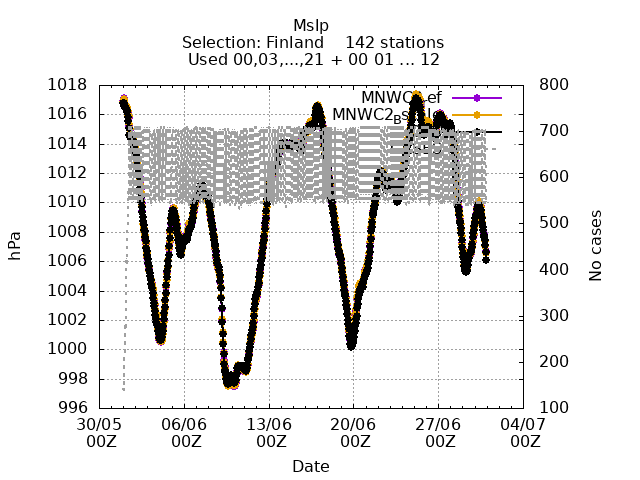 Mslp
Selection: Finland    142 stations
Used 00,03,...,21 + 00 01 ... 12
hPa
1018
1016
1014
1012
1010
1008
1006
1004
1002
1000
998
996
800
700
600
500
400
300
200
100
No cases
30/05 00Z
06/06 00Z
13/06 00Z
20/06 00Z
27/06 00Z
04/07 00Z
Date